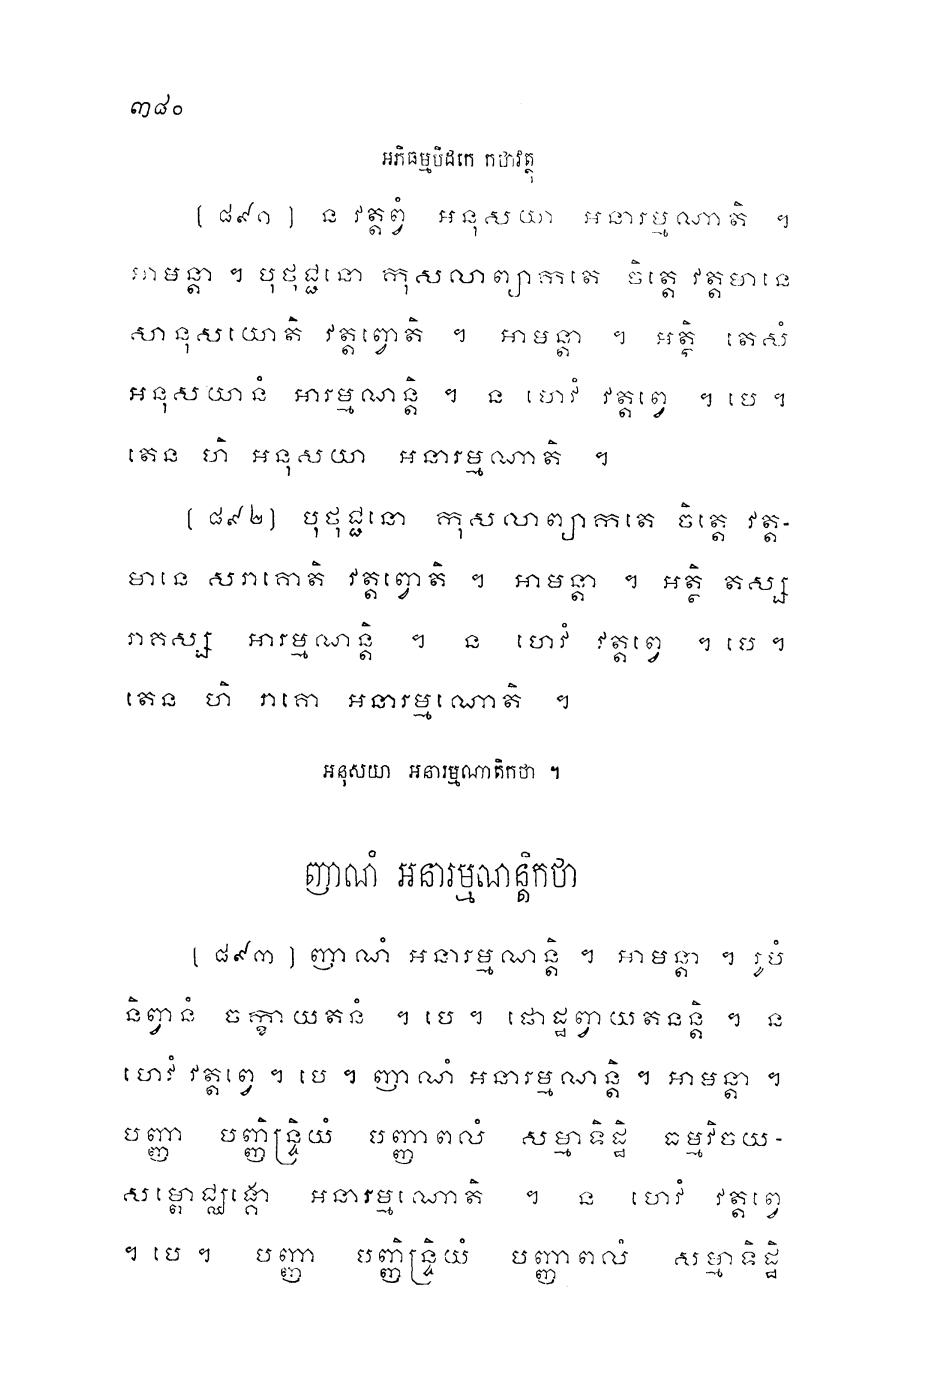 ៣៨០
អភិធម្មបិដកេ កថាវត្ថុ
[ ៨៩១ ] ន វត្តព្វំ អនុសយា អនារម្មណាតិ ។
អាមន្តា ។ បុថុជ្ជនោ កុសលាព្យាកតេ ចិត្តេ វត្តមានេ
សានុសយោតិ វត្តព្វោតិ ។ អាមន្តា ។ អត្ថិ តេសំ
អនុសយានំ អារម្មណន្តិ ។ ន ហេវំ វត្តព្វេ ។ បេ ។
តេន ហិ អនុសយា អនារម្មណាតិ ។
[ ៨៩២] បុថុជ្ជនោ កុសលាព្យាកតេ ចិត្តេ វត្ត-
មានេ សរាគោតិ វត្តព្វោតិ ។ អាមន្តា ។ អត្ថិ តស្ស
រាគស្ស អារម្មណន្តិ ។ ន ហេវំ វត្តព្វេ ។ បេ ។
តេន ហិ រាគោ អនារម្មណោតិ ។
អនុសយា អនារម្មណាតិកថា ។
ញាណំ អនារម្មណន្តិកថា
[ ៨៩៣ ] ញាណំ អនារម្មណន្តិ ។ អាមន្តា ។ រូបំ
និព្វានំ ចក្ខាយតនំ ។ បេ ។ ផោដ្ឋព្វាយតនន្តិ ។ ន
ហេវំ វត្តព្វេ ។ បេ ។ ញាណំ អនារម្មណន្តិ ។ អាមន្តា ។
បញ្ញា បញ្ញិន្ទ្រិយំ បញ្ញាពលំ សម្មាទិដ្ឋិ ធម្មវិចយ-
សម្ពោជ្ឈង្គោ អនារម្មណោតិ ។ ន ហេវំ វត្តព្វេ
។ បេ ។ បញ្ញា បញ្ញិន្ទ្រិយំ បញ្ញាពលំ សម្មាទិដ្ឋិ